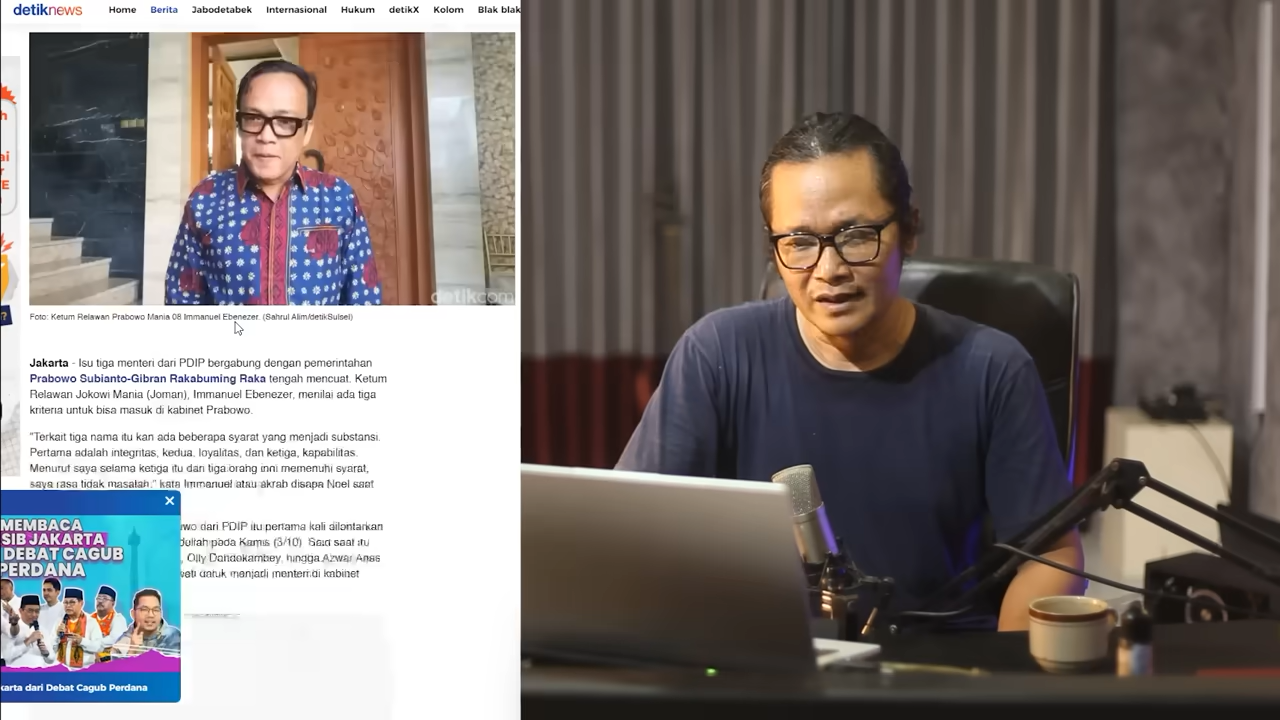 detiknews
Home Berita Jabodetabek Internasional Hukum detikX Kolom Blak blak
detikcom
Foto: Ketum Relawan Prabowo Mania 08 Immanuel Ebenezer. (Sahrul Alim/detikSulsel)
Jakarta - Isu tiga menteri dari PDIP bergabung dengan pemerintahan
Prabowo Subianto-Gibran Rakabuming Raka tengah mencuat. Ketum
Relawan Jokowi Mania (Joman), Immanuel Ebenezer, menilai ada tiga
kriteria untuk bisa masuk di kabinet Prabowo.
"Terkait tiga nama itu kan ada beberapa syarat yang menjadi substansi.
Pertama adalah integritas, kedua, loyalitas, dan ketiga, kapabilitas.
Menurut saya selama ketiga itu dari tiga orang inni memenuhi syarat,
saya rasa tidak masalah," kata Immanuel atau akrab disapa Noel saat
wo dari PDIP itu pertama kali dilontarkan
pada Kamis (3/10). Saat saat itu
, Olly Dondokambey, hingga Azwar Anas
menjadi menteri di kabinet
MEMBACA
SIB JAKARTA
DEBAT CAGUB
PERDANA
karta dari Debat Cagub Perdana